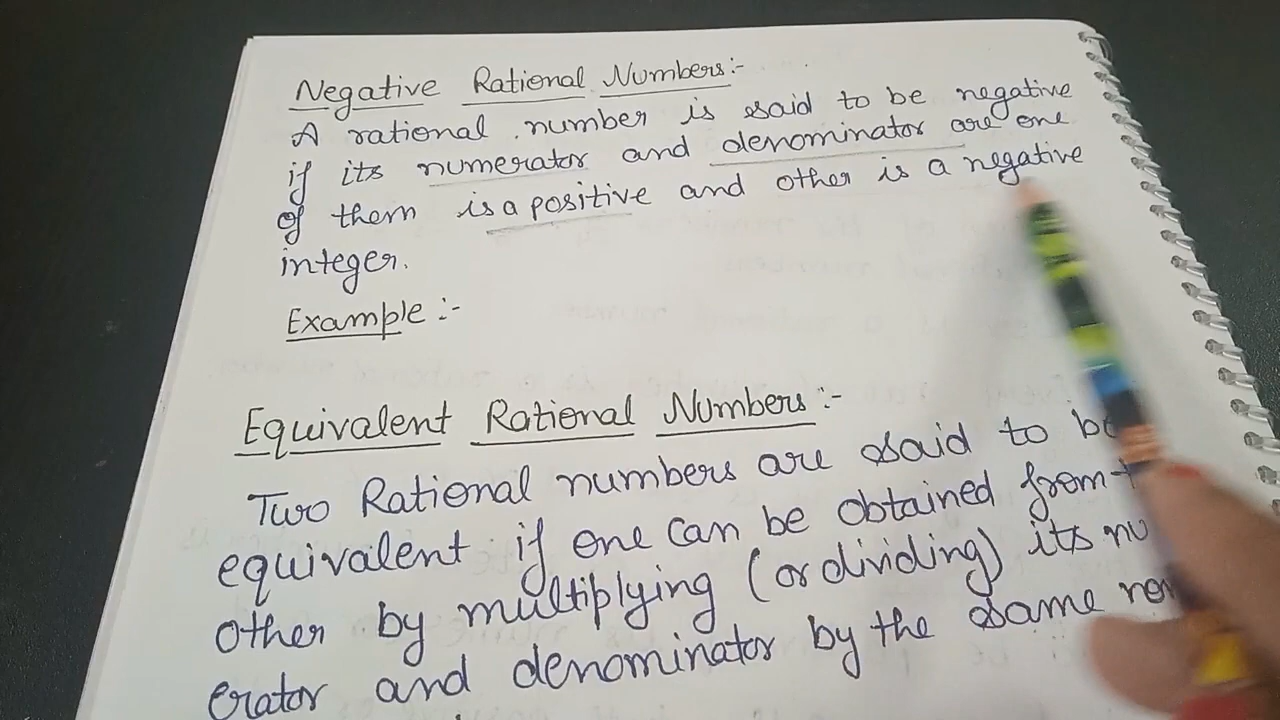 Negative Rational Numbers:-
A rational number is said to be negative
if its numerator and denominator are one
of them is a positive and other is a negative
integer.
Example :-
Equivalent Rational Numbers :-
Two Rational numbers are said to
equivalent if one can be obtained from
other by multiplying (or dividing) its
erator and denominator by the same